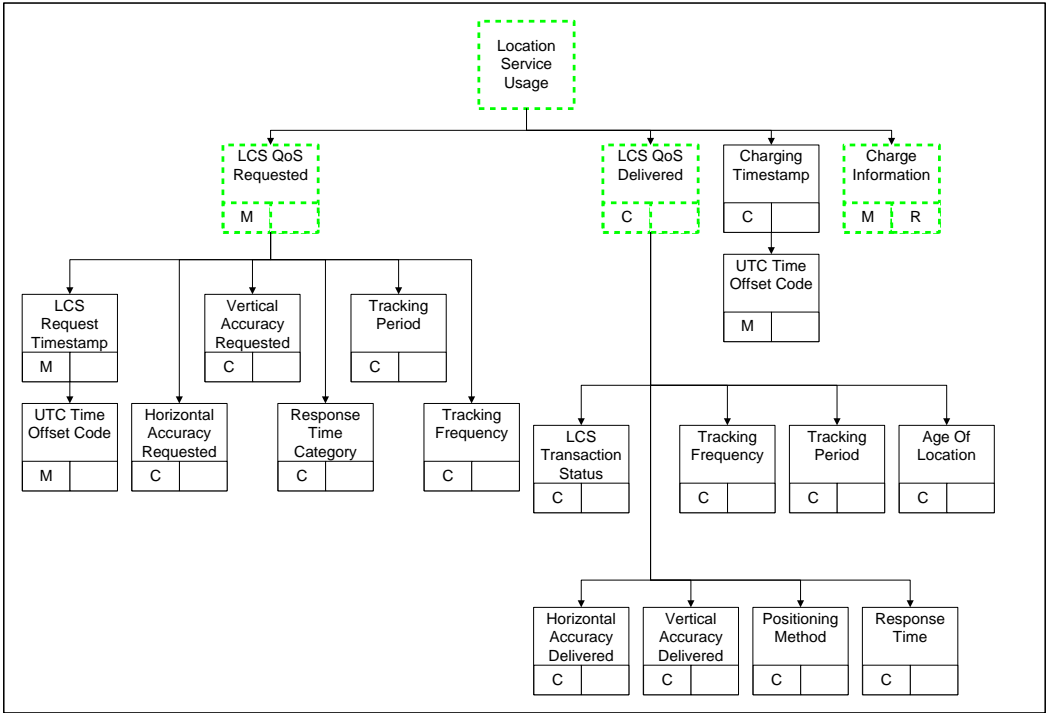 Location
Service
Usage
LCS QoS
Requested
M
LCS QoS
Delivered
C
Charging
Timestamp
C
Charge
Information
M R
UTC Time
Offset Code
M
LCS
Request
Timestamp
M
Vertical
Accuracy
Requested
C
Tracking
Period
C
UTC Time
Offset Code
M
Horizontal
Accuracy
Requested
C
Response
Time
Category
C
Tracking
Frequency
C
LCS
Transaction
Status
C
Tracking
Frequency
C
Tracking
Period
C
Age Of
Location
C
Horizontal
Accuracy
Delivered
C
Vertical
Accuracy
Delivered
C
Positioning
Method
C
Response
Time
C